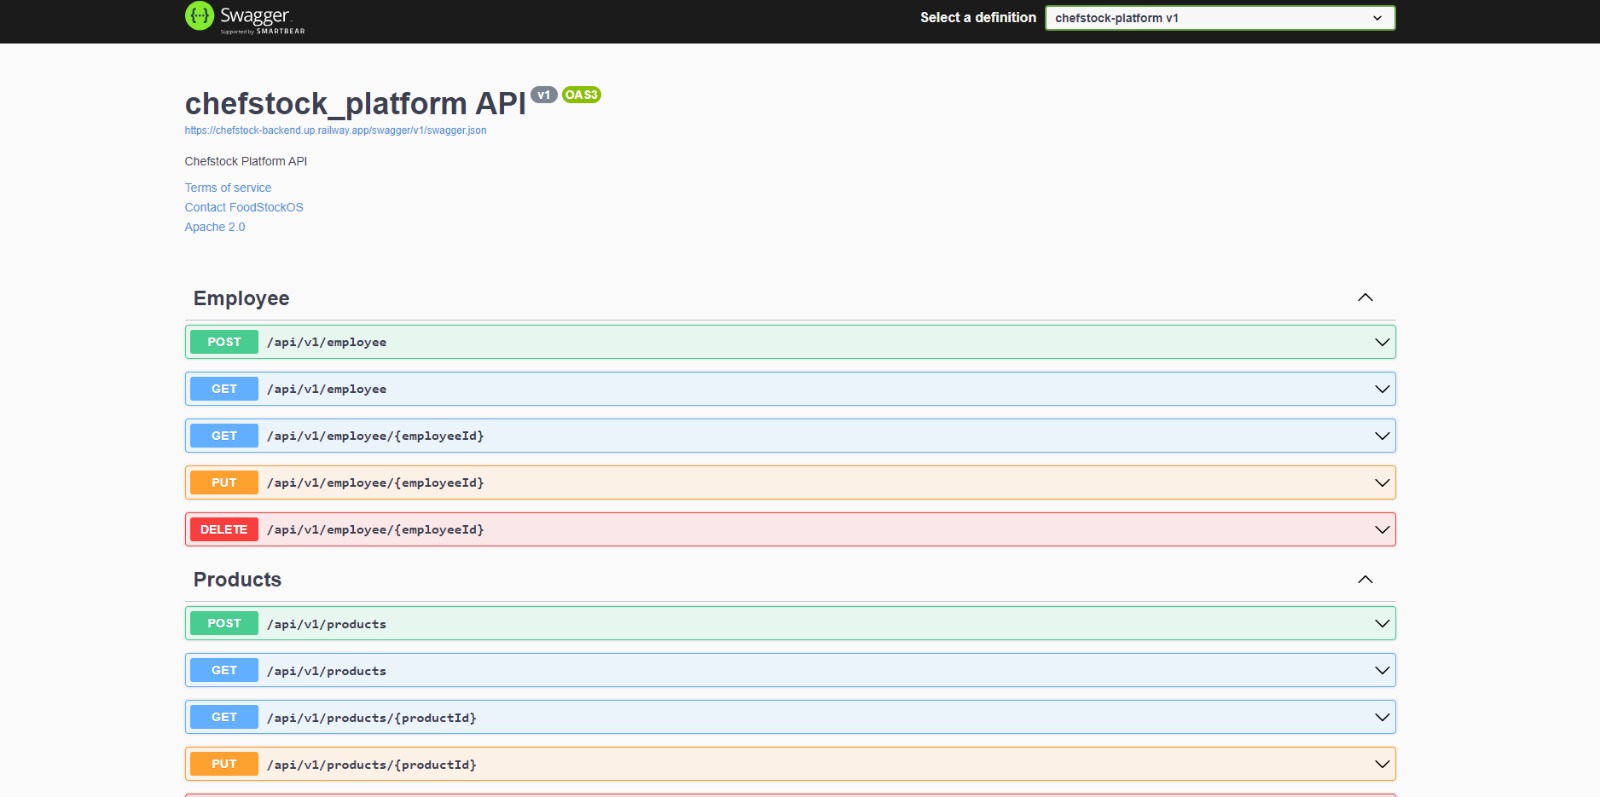 Swagger.
Supported by SMARTBEAR
Select a definition
chefstock-platform v1
chefstock_platform API v1 OAS3
https://chefstock-backend.up.railway.app/swagger/v1/swagger.json
Chefstock Platform API
Terms of service
Contact FoodStockOS
Apache 2.0
Employee
POST /api/v1/employee
GET /api/v1/employee
GET /api/v1/employee/{employeeId}
PUT /api/v1/employee/{employeeId}
DELETE /api/v1/employee/{employeeId}
Products
POST /api/v1/products
GET /api/v1/products
GET /api/v1/products/{productId}
PUT /api/v1/products/{productId}